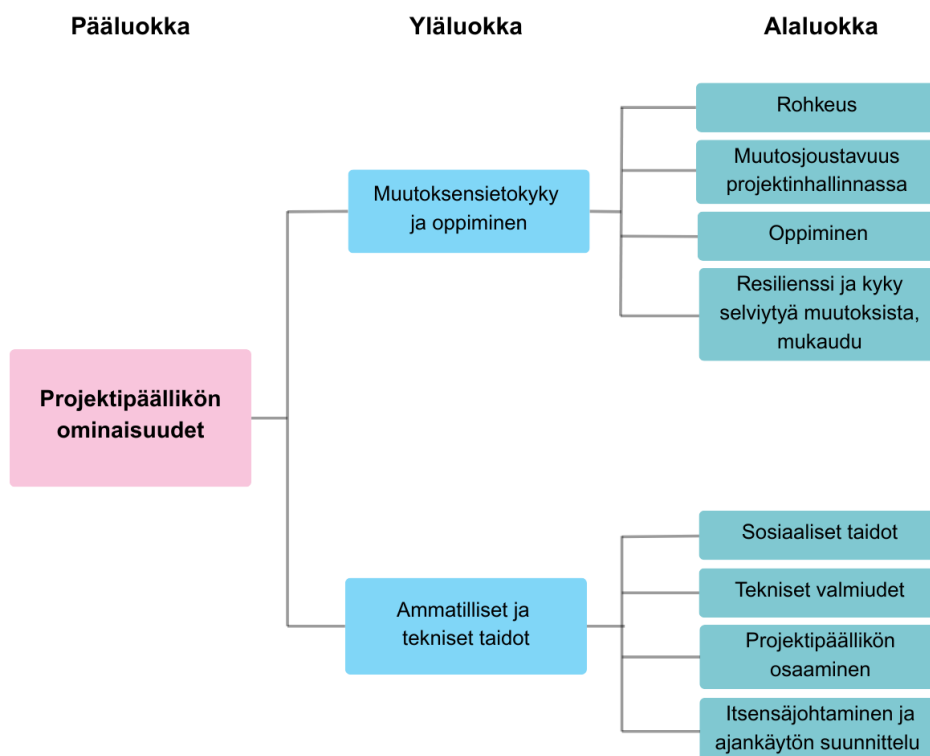 Pääluokka
Yläluokka
Alaluokka
Rohkeus
Muutosjoustavuus
projektinhallinnassa
Muutoksensietokyky
ja oppiminen
Oppiminen
Resilienssi ja kyky
selviytyä muutoksista,
mukaudu
Projektipäällikön
ominaisuudet
Sosiaaliset taidot
Tekniset valmiudet
Ammatilliset ja
tekniset taidot
Projektipäällikön
osaaminen
Itsensäjohtaminen ja
ajankäytön suunnittelu